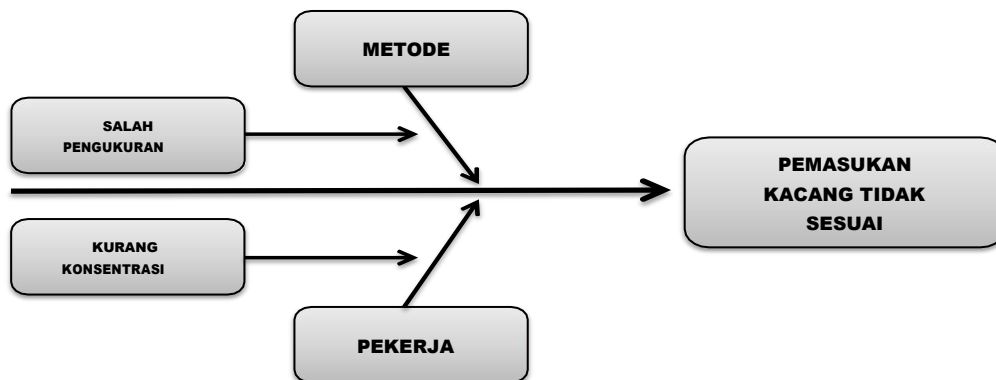 METODE
SALAH
PENGUKURAN
PEMASUKAN
KACANG TIDAK
SESUAI
KURANG
KONSENTRASI
PEKERJA